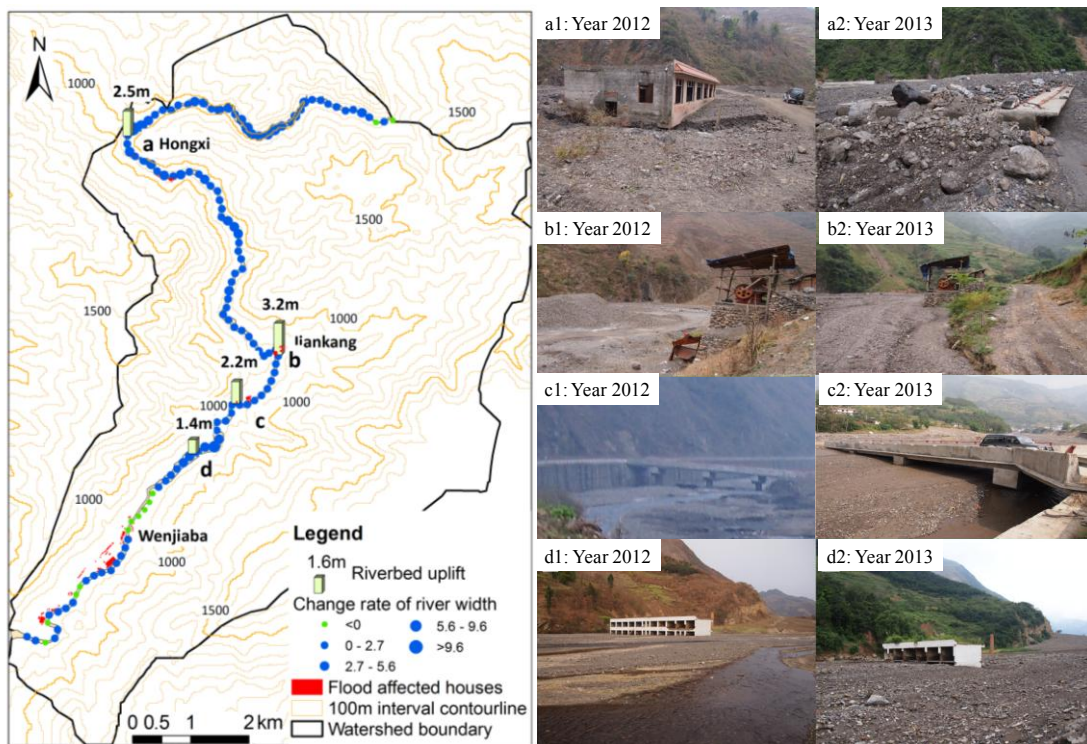 N
1000
2.5m
1500
a
Hongxi
1500
1500
3.2m
1000
Jiankang
b
2.2m
1000
c
1000
1.4m
d
1000
Wenjiaba
1000
1500
Legend
1.6m
Riverbed uplift
Change rate of river width
<0
5.6 - 9.6
0 - 2.7
>9.6
2.7 - 5.6
Flood affected houses
100m interval contourline
Watershed boundary
0 0.5 1 2 km
a1: Year 2012
a2: Year 2013
b1: Year 2012
b2: Year 2013
c1: Year 2012
c2: Year 2013
d1: Year 2012
d2: Year 2013